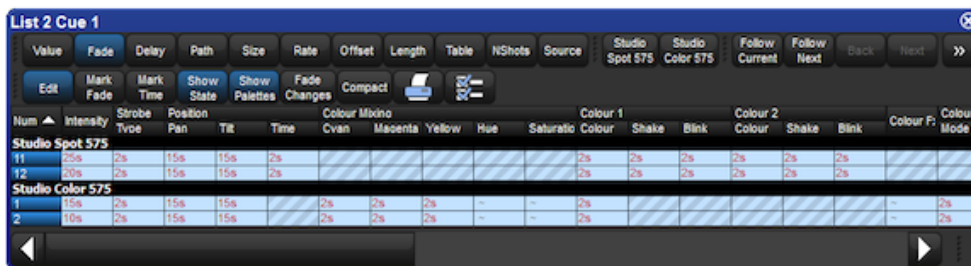 List 2 Cue 1
Value Fade Delay Path Size Rate Offset Length Table NShots Source Studio Spot 575 Studio Color 575 Follow Current Follow Next Back Next »
Edit Mark Fade Mark Time Show State Show Palettes Fade Changes Compact
Num Intensity Strobe Position Colour Mixing Colour 1 Colour 2 Colour F: Colou
Type Pan Tilt Time Cyan Magenta Yellow Hue Saturatio Colour Shake Blink Colour Shake Blink Mode
Studio Spot 575
11 25s 2s 15s 15s 2s 2s 2s 2s 2s 2s 2s
12 20s 2s 15s 15s 2s 2s 2s 2s 2s 2s 2s
Studio Color 575
1 15s 2s 15s 15s 2s 2s 2s ~ ~ 2s ~ 2s
2 10s 2s 15s 15s 2s 2s 2s ~ ~ 2s ~ 2s